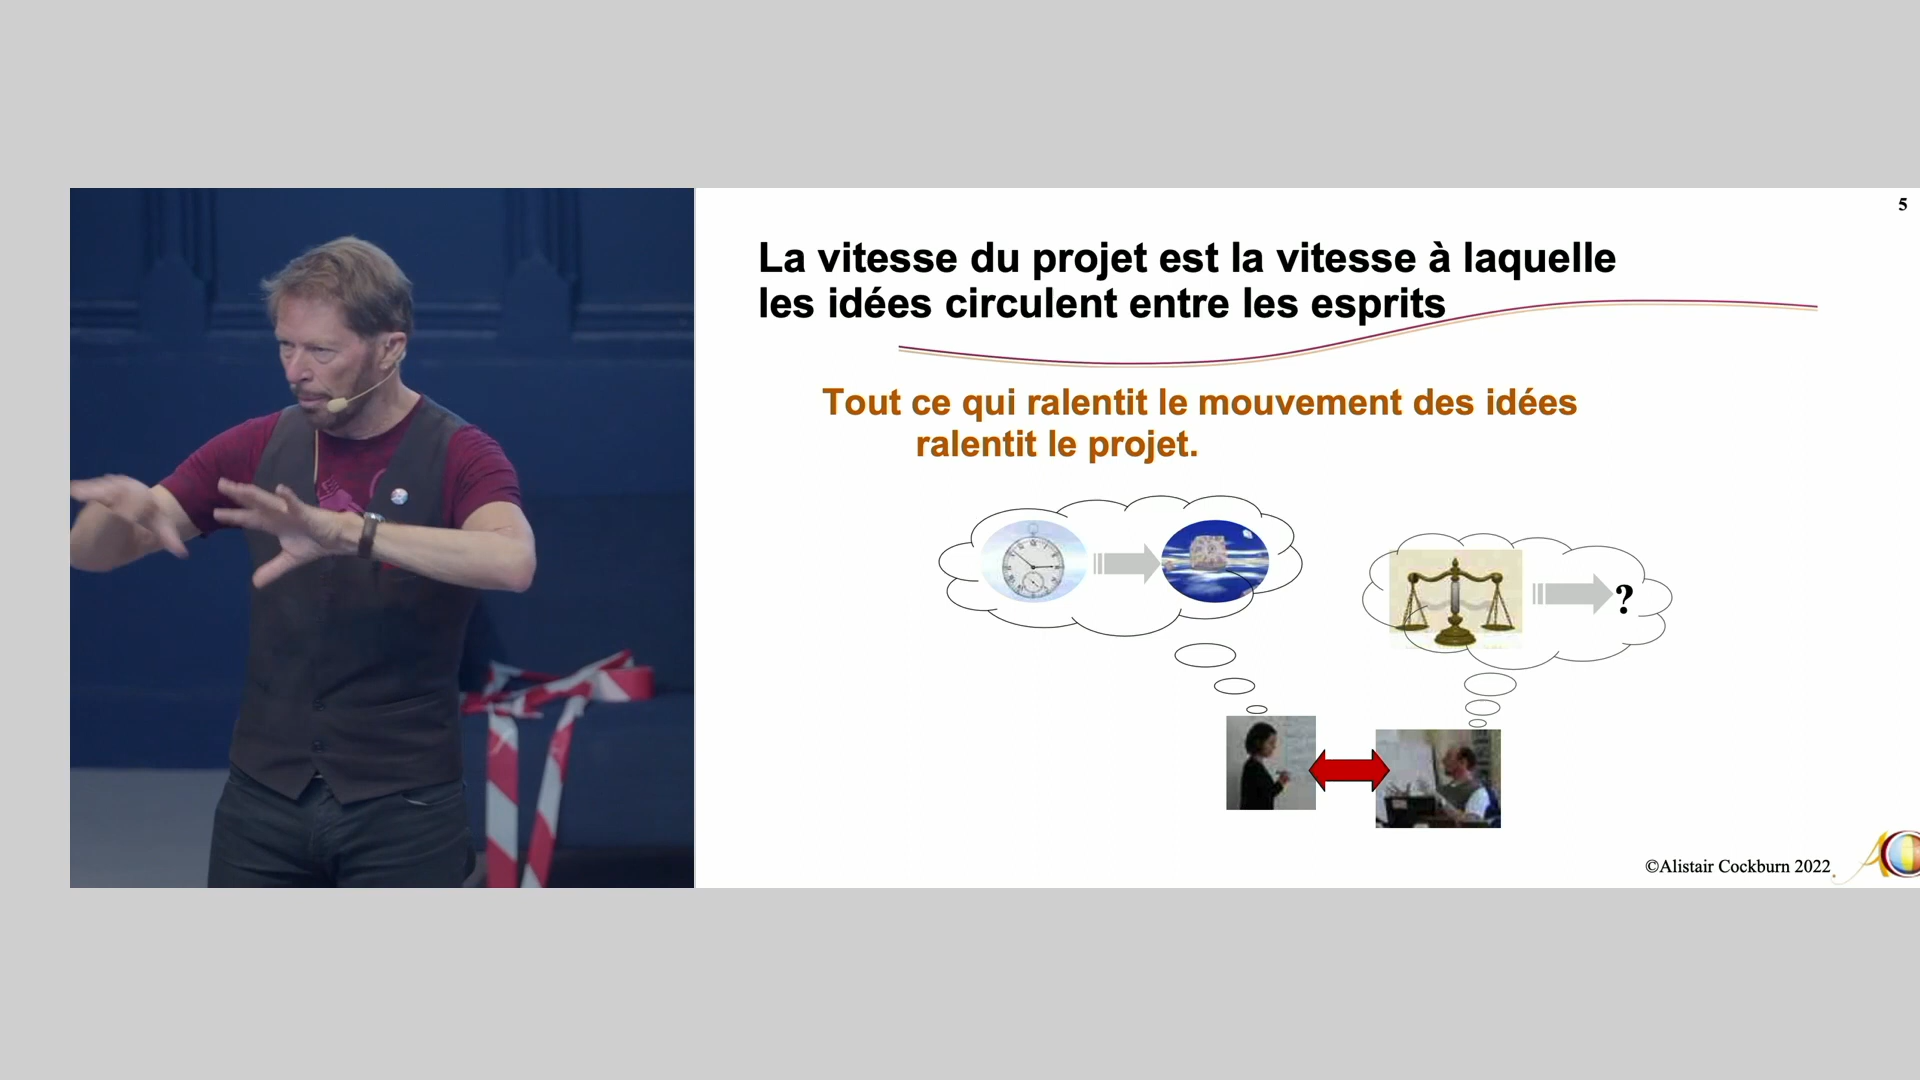 5
La vitesse du projet est la vitesse à laquelle
les idées circulent entre les esprits
Tout ce qui ralentit le mouvement des idées
ralentit le projet.
?
©Alistair Cockburn 2022